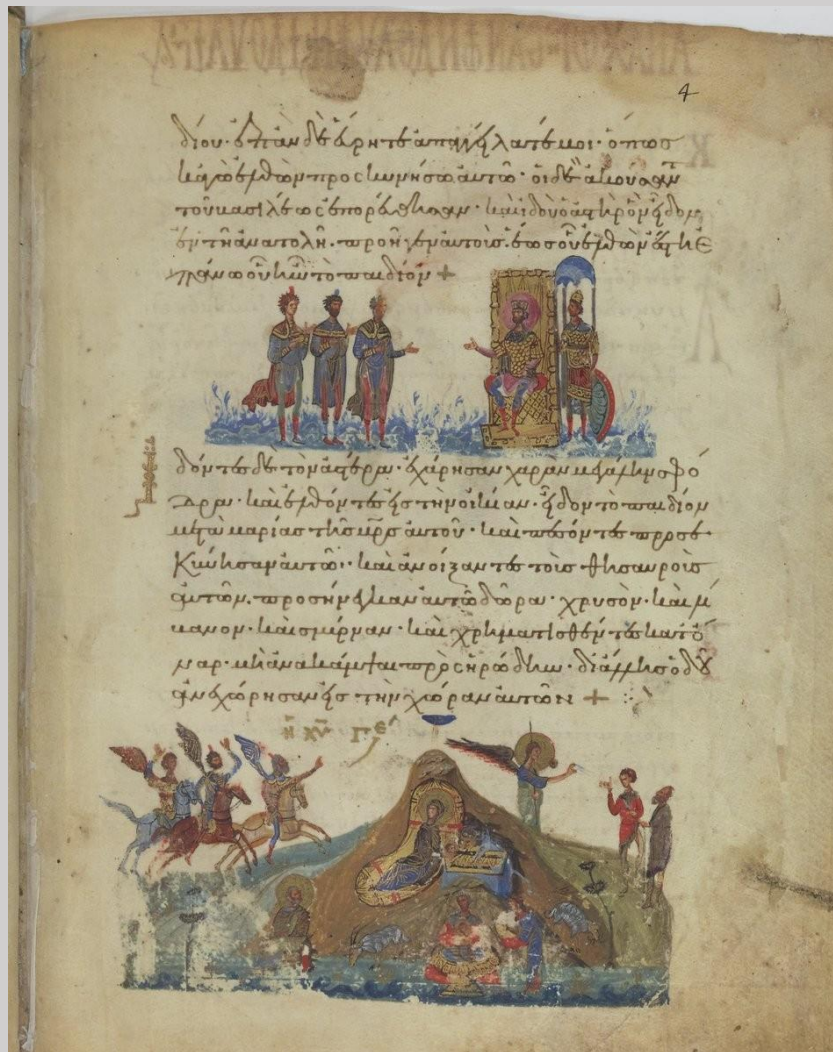 4
δίου· ἐπὰν δὲ εὕρητε ἀπαγγείλατέ μοι· ὅπως
κἀγὼ ἐλθὼν προσκυνήσω αὐτῶ· οἱ δὲ ἀκούσαντ
τοῦ βασιλέως ἐπορεύθησαν· καὶ ἰδοὺ ὁ ἀστὴρ ὃν εἶδον
ἐν τῆ ἀνατολῆ. προῆγεν αὐτοὺς. ἕως οὗ ἐλθὼν ἔστη ἐ
πάνω οὗ ἦν τὸ παιδίον +
Ἰδόντες δὲ τὸν ἀστέρα· ἐχάρησαν χαρὰν μεγάλην σφό
δρα· καὶ ἐλθόντες εἰς τὴν οἰκίαν· εἶδον τὸ παιδίον
μετὰ μαρίας τῆς μρς αὐτοῦ· καὶ πεσόντες προσε
κύνησαν αὐτῶ· καὶ ἀνοίξαντες τοὺς θησαυροὺς
αὐτῶν. προσήνεγκαν αὐτῶ δῶρα· χρυσὸν· καὶ λί
βανον· καὶ σμύρναν· καὶ χρηματισθέντες κατ ὄ
ναρ· μὴ ἀνακάμψαι πρὸς ἡρώδην· δι ἄλλης ὁδοῦ
ἀνεχώρησαν εἰς τὴν χώραν αὐτῶν +
ἡ χυ γε